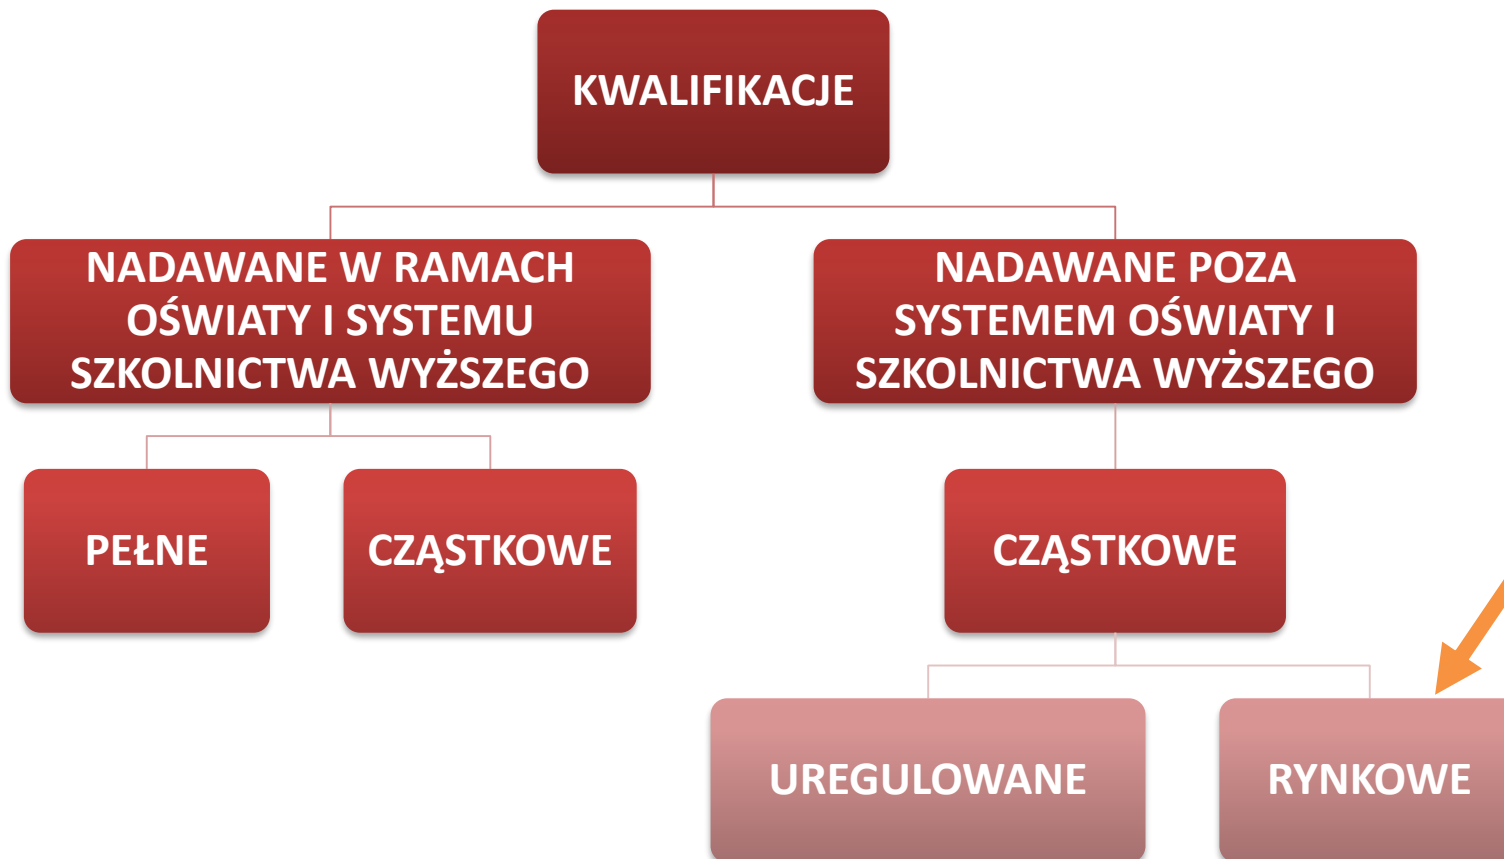 KWALIFIKACJE
NADAWANE W RAMACH
OŚWIATY I SYSTEMU
SZKOLNICTWA WYŻSZEGO
NADAWANE POZA
SYSTEMEM OŚWIATY I
SZKOLNICTWA WYŻSZEGO
PEŁNE
CZĄSTKOWE
CZĄSTKOWE
UREGULOWANE
RYNKOWE